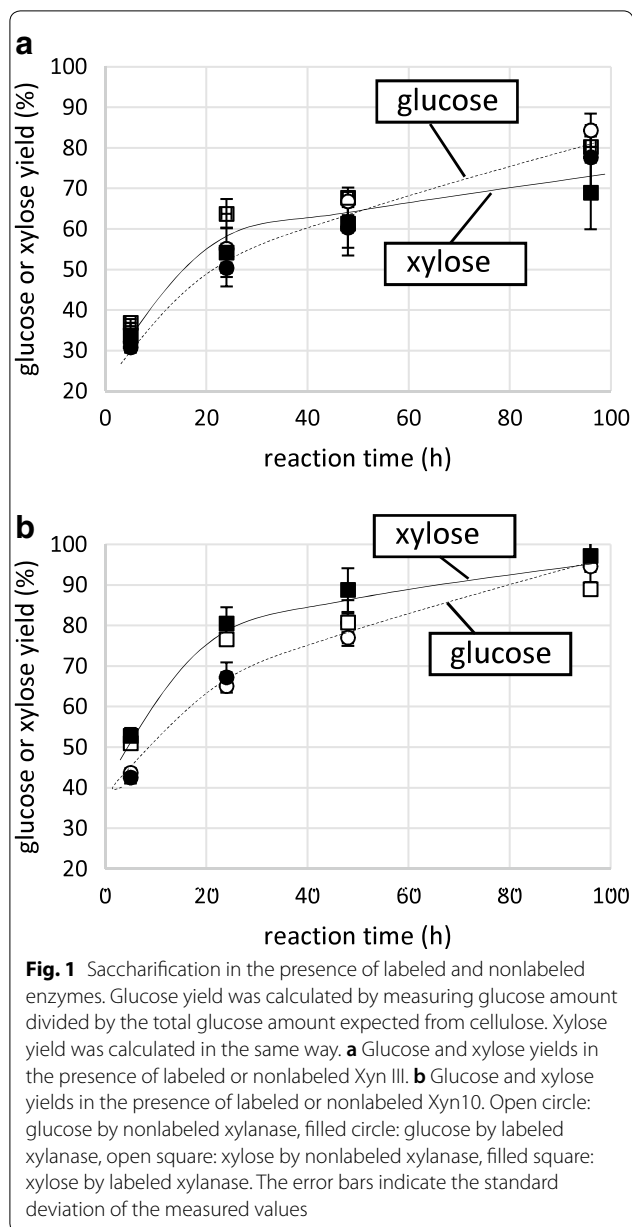 a
100
90
80
70
60
50
40
30
20
glucose or xylose yield (%)
glucose
xylose
0 20 40 60 80 100
reaction time (h)
b
100
90
80
70
60
50
40
30
20
glucose or xylose yield (%)
xylose
glucose
0 20 40 60 80 100
reaction time (h)
Fig. 1 Saccharification in the presence of labeled and nonlabeled
enzymes. Glucose yield was calculated by measuring glucose amount
divided by the total glucose amount expected from cellulose. Xylose
yield was calculated in the same way. a Glucose and xylose yields in
the presence of labeled or nonlabeled Xyn III. b Glucose and xylose
yields in the presence of labeled or nonlabeled Xyn10. Open circle:
glucose by nonlabeled xylanase, filled circle: glucose by labeled
xylanase, open square: xylose by nonlabeled xylanase, filled square:
xylose by labeled xylanase. The error bars indicate the standard
deviation of the measured values